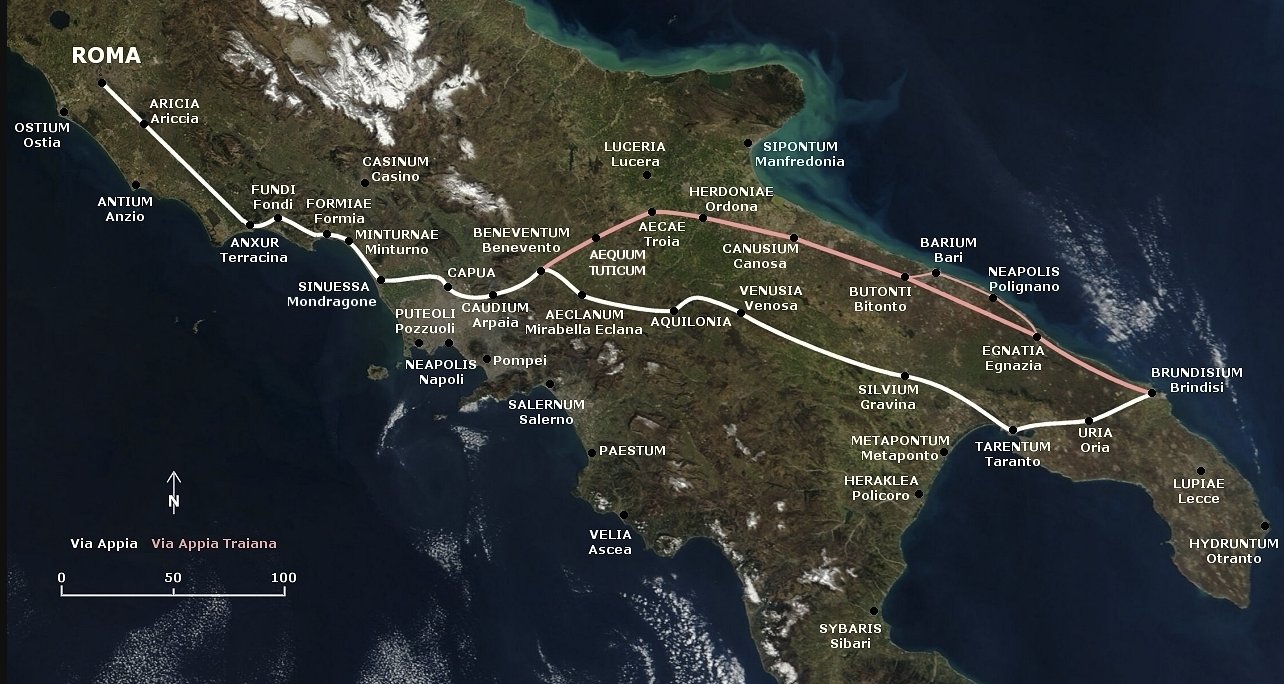 ROMA
ARICIA
Ariccia
OSTIUM
Ostia
ANTIUM
Anzio
CASINUM
Casino
FUNDI
Fondi
FORMIAE
Formia
ANXUR
Terracina
MINTURNAE
Minturno
SINUESSA
Mondragone
CAPUA
CAUDIUM
Arpaia
PUTEOLI
Pozzuoli
NEAPOLIS
Napoli
Pompei
SALERNUM
Salerno
PAESTUM
VELIA
Ascea
LUCERIA
Lucera
SIPONTUM
Manfredonia
HERDONIAE
Ordona
BENEVENTUM
Benevento
AECAE
Troia
AEQUUM
TUTICUM
CANUSIUM
Canosa
BARIUM
Bari
NEAPOLIS
Polignano
BUTONTI
Bitonto
AECLANUM
Mirabella Eclana
AQUILONIA
VENUSIA
Venosa
EGNATIA
Egnazia
BRUNDISIUM
Brindisi
SILVIUM
Gravina
TARENTUM
Taranto
URIA
Oria
METAPONTUM
Metaponto
HERAKLEA
Policoro
LUPIAE
Lecce
HYDRUNTUM
Otranto
SYBARIS
Sibari
N
Via Appia Via Appia Traiana
0 50 100